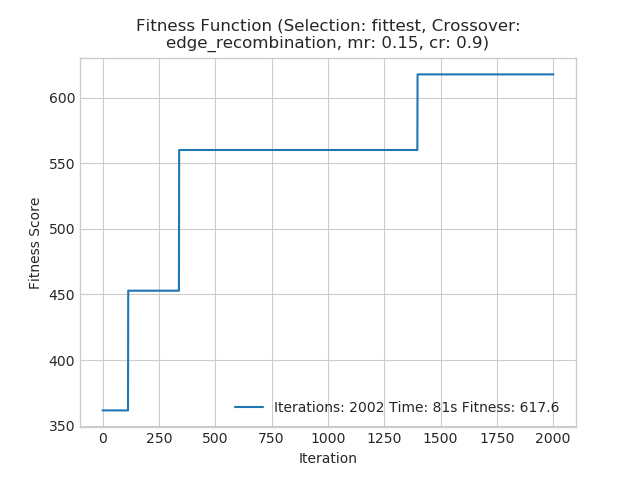 Fitness Function (Selection: fittest, Crossover:
edge_recombination, mr: 0.15, cr: 0.9)
Fitness Score
600
550
500
450
400
350
Iterations: 2002 Time: 81s Fitness: 617.6
0 250 500 750 1000 1250 1500 1750 2000
Iteration